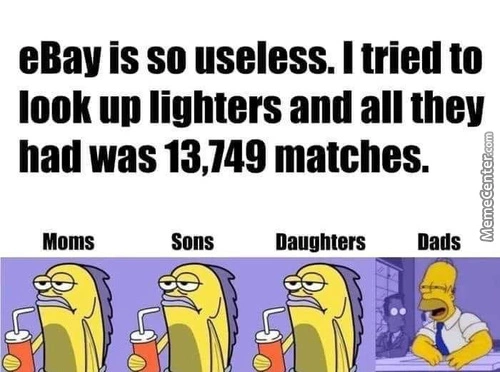 eBay is so useless. I tried to
look up lighters and all they
had was 13,749 matches.
MemeCenter.com
Moms Sons Daughters Dads